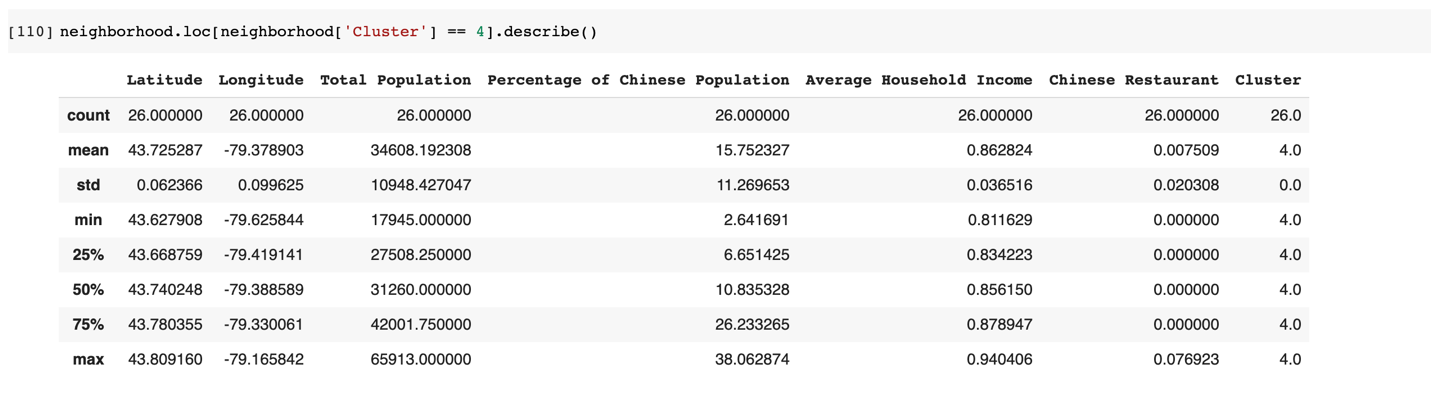 [110] neighborhood.loc[neighborhood['Cluster'] == 4].describe()
Latitude Longitude Total Population Percentage of Chinese Population Average Household Income Chinese Restaurant Cluster
count 26.000000 26.000000 26.000000 26.000000 26.000000 26.000000 26.0
mean 43.725287 -79.378903 34608.192308 15.752327 0.862824 0.007509 4.0
std 0.062366 0.099625 10948.427047 11.269653 0.036516 0.020308 0.0
min 43.627908 -79.625844 17945.000000 2.641691 0.811629 0.000000 4.0
25% 43.668759 -79.419141 27508.250000 6.651425 0.834223 0.000000 4.0
50% 43.740248 -79.388589 31260.000000 10.835328 0.856150 0.000000 4.0
75% 43.780355 -79.330061 42001.750000 26.233265 0.878947 0.000000 4.0
max 43.809160 -79.165842 65913.000000 38.062874 0.940406 0.076923 4.0